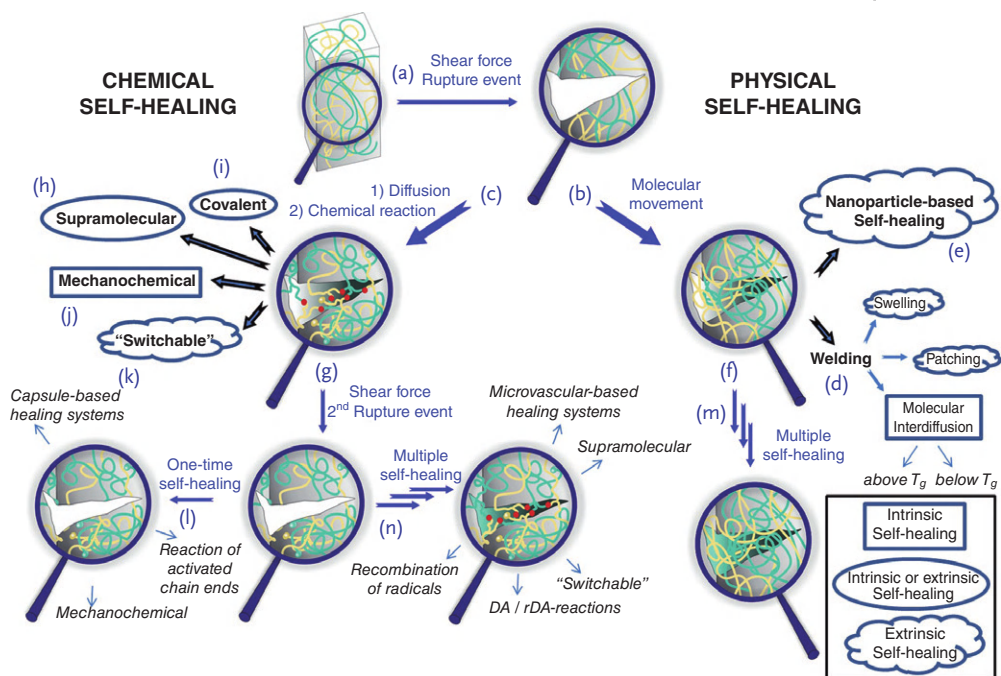 CHEMICAL
SELF-HEALING
(a)
Shear force
Rupture event
PHYSICAL
SELF-HEALING
(h)
Supramolecular
(i)
Covalent
1) Diffusion
2) Chemical reaction
(c)
(b)
Molecular
movement
Nanoparticle-based
Self-healing
(e)
Mechanochemical
(j)
“Switchable”
(k)
(g)
Swelling
Welding
(d)
Patching
Molecular
Interdiffusion
above Tg
below Tg
(f)
(m)
Multiple
self-healing
Shear force
2nd Rupture event
Capsule-based
healing systems
One-time
self-healing
(l)
Reaction of
activated
chain ends
Mechanochemical
Multiple
self-healing
(n)
Microvascular-based
healing systems
Supramolecular
Recombination
of radicals
DA / rDA-reactions
“Switchable”
Intrinsic
Self-healing
Intrinsic or extrinsic
Self-healing
Extrinsic
Self-healing